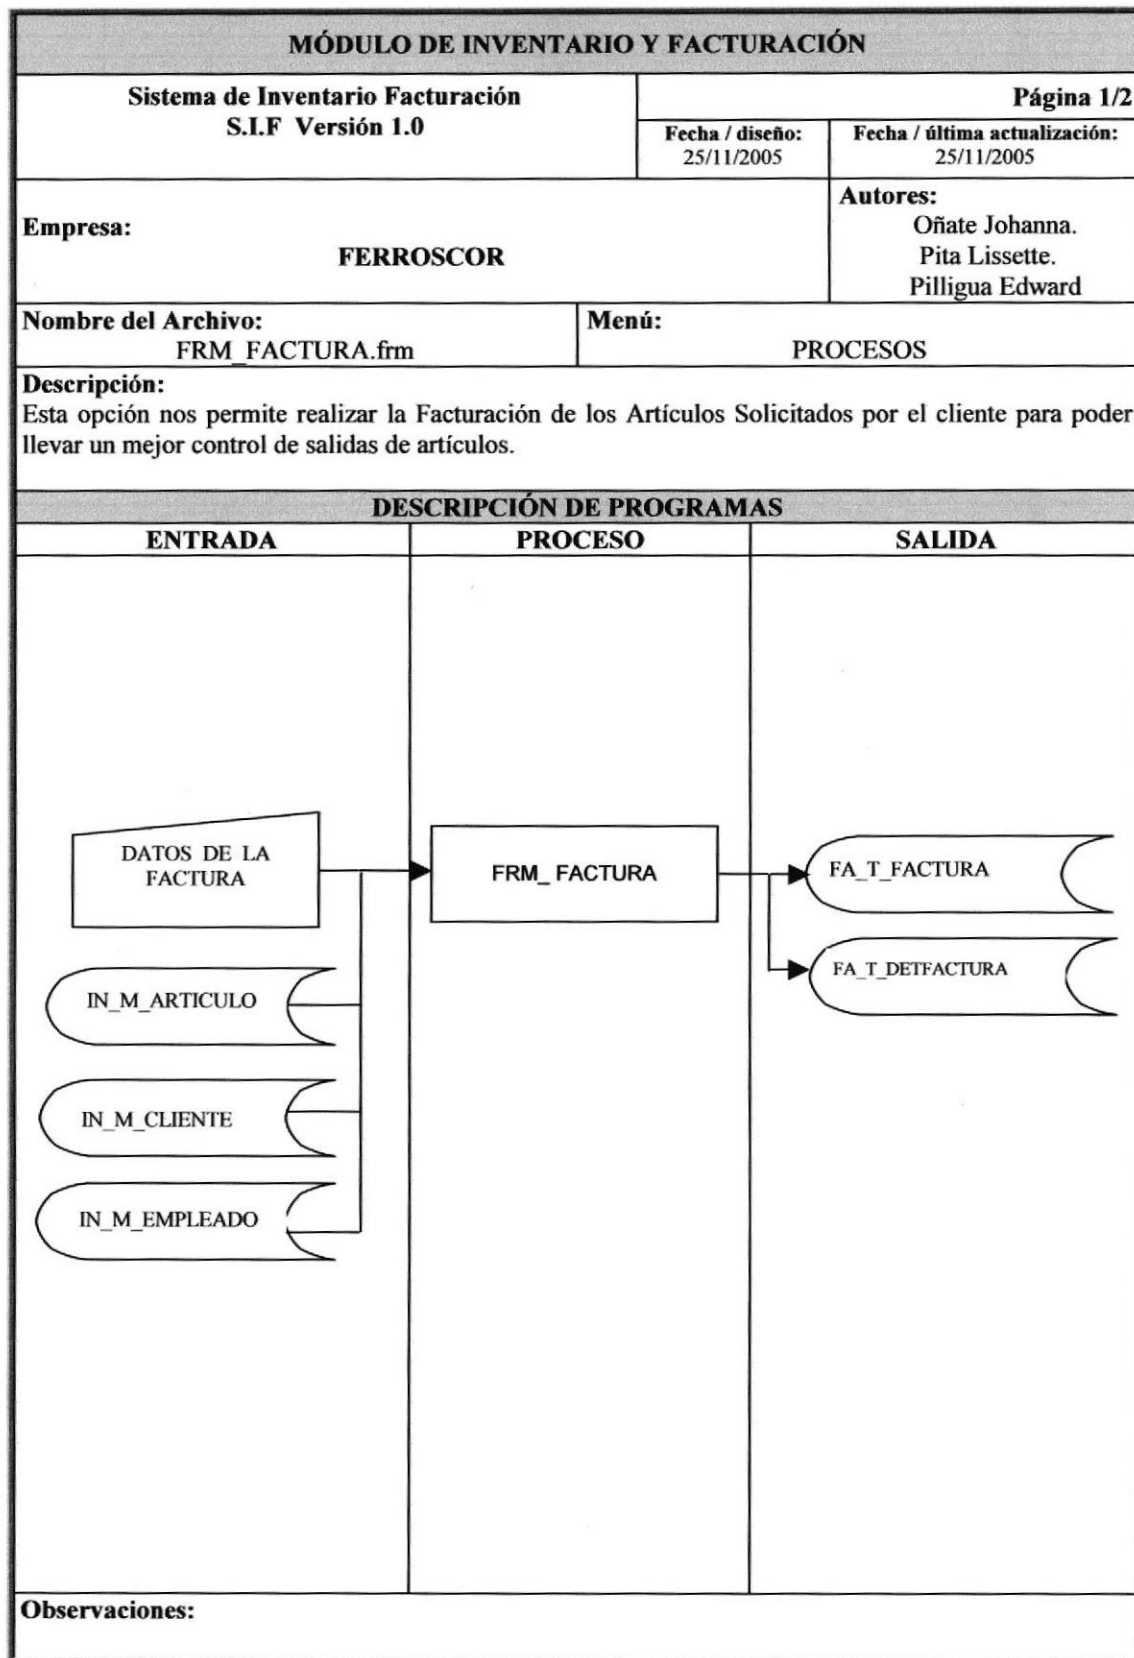 MÓDULO DE INVENTARIO Y FACTURACIÓN
Sistema de Inventario Facturación
S.I.F Versión 1.0
Página 1/2
Fecha / diseño:
25/11/2005
Fecha / última actualización:
25/11/2005
Empresa:
FERROSCOR
Autores:
Oñate Johanna.
Pita Lissette.
Pilligua Edward
Nombre del Archivo:
FRM_FACTURA.frm
Menú:
PROCESOS
Descripción:
Esta opción nos permite realizar la Facturación de los Artículos Solicitados por el cliente para poder
llevar un mejor control de salidas de artículos.
DESCRIPCIÓN DE PROGRAMAS
ENTRADA
PROCESO
SALIDA
DATOS DE LA
FACTURA
FRM_ FACTURA
FA_T_FACTURA
FA_T_DETFACTURA
IN_M_ARTICULO
IN_M_CLIENTE
IN_M_EMPLEADO
Observaciones: